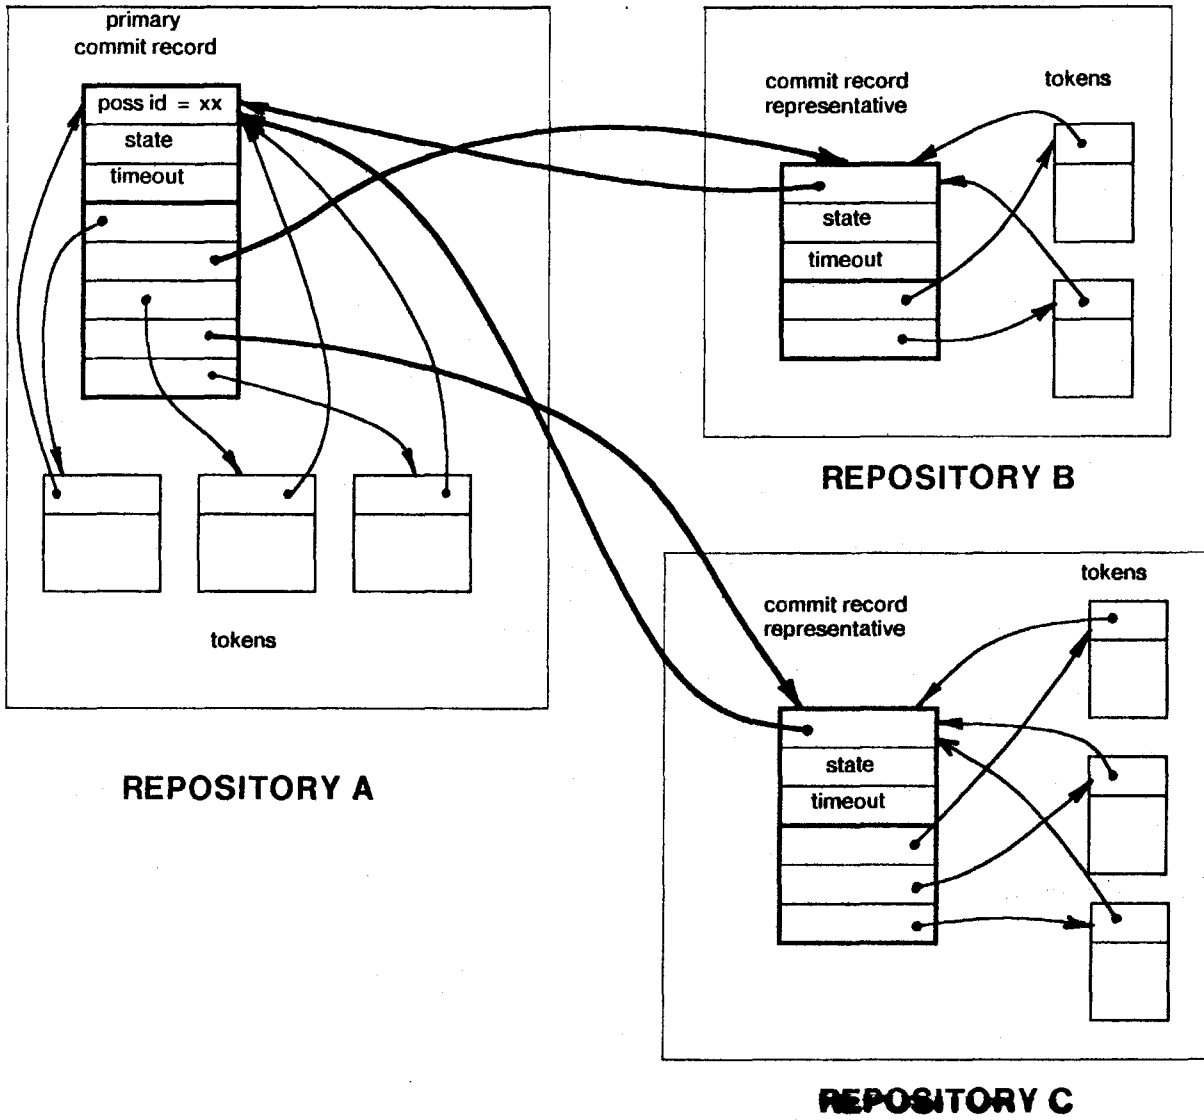 primary
commit record
poss id = xx
state
timeout
tokens
REPOSITORY A
commit record
representative
tokens
state
timeout
REPOSITORY B
tokens
commit record
representative
state
timeout
REPOSITORY C